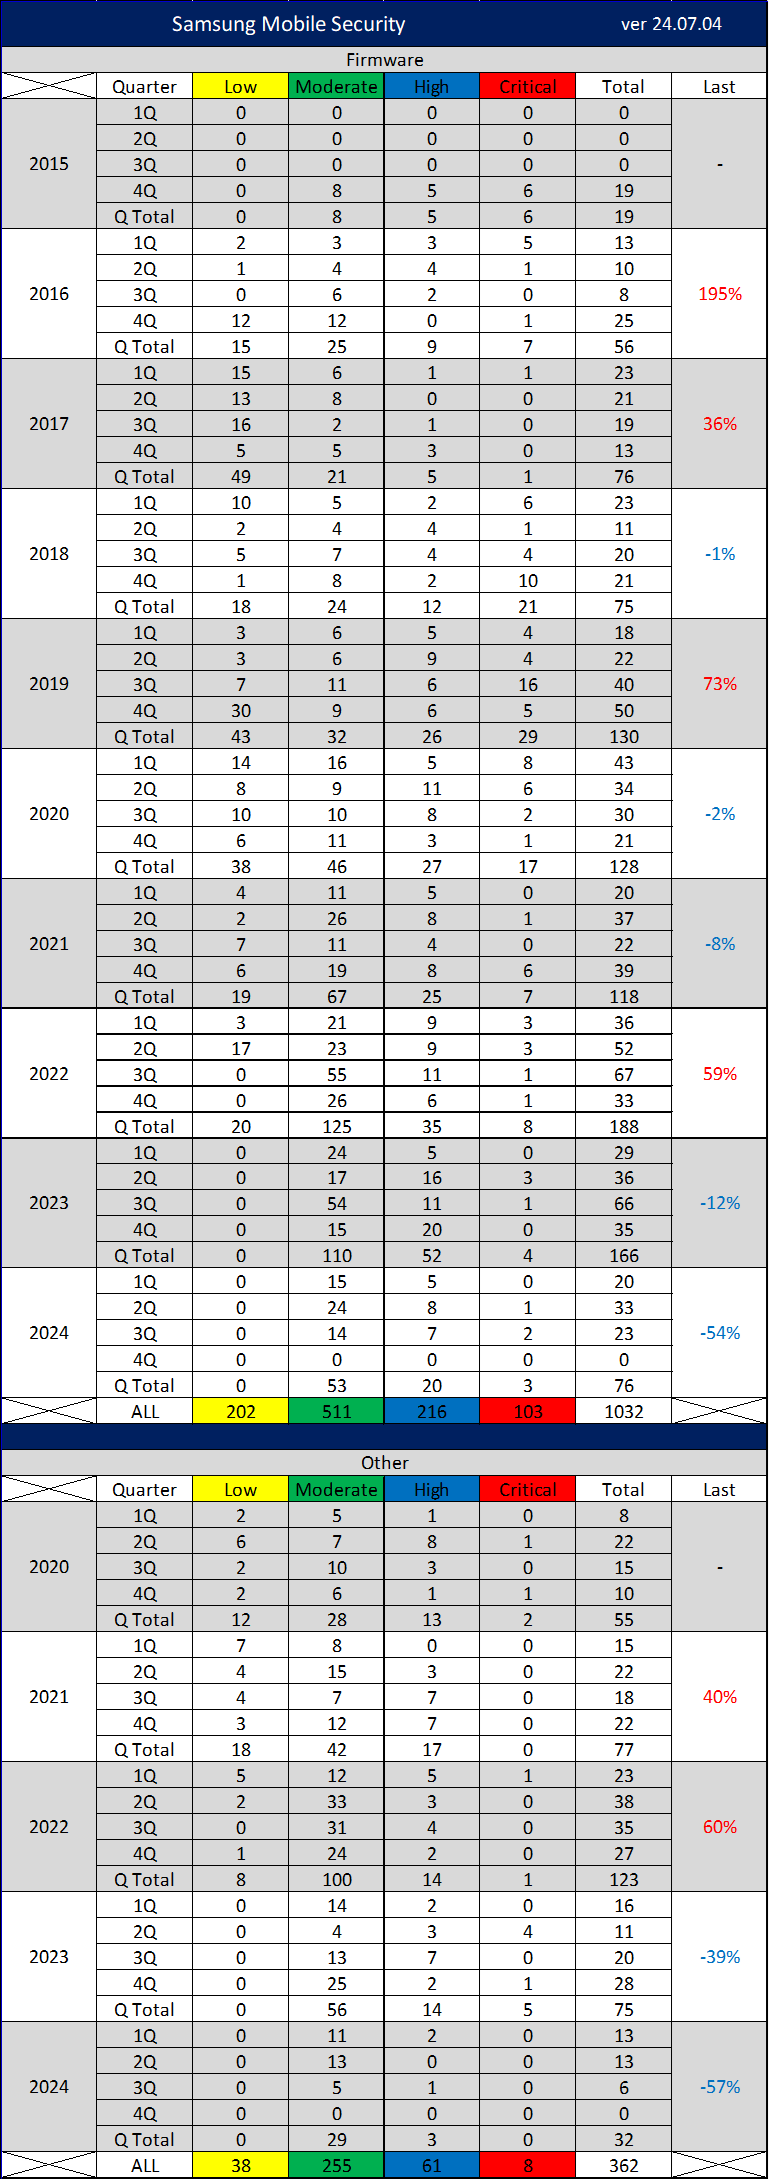 Samsung Mobile Security ver 24.07.04
Firmware
Quarter Low Moderate High Critical Total Last
1Q 0 0 0 0 0
2Q 0 0 0 0 0
2015 3Q 0 0 0 0 0 -
4Q 0 8 5 6 19
Q Total 0 8 5 6 19
1Q 2 3 3 5 13
2Q 1 4 4 1 10
2016 3Q 0 6 2 0 8 195%
4Q 12 12 0 1 25
Q Total 15 25 9 7 56
1Q 15 6 1 1 23
2Q 13 8 0 0 21
2017 3Q 16 2 1 0 19 36%
4Q 5 5 3 0 13
Q Total 49 21 5 1 76
1Q 10 5 2 6 23
2Q 2 4 4 1 11
2018 3Q 5 7 4 4 20 -1%
4Q 1 8 2 10 21
Q Total 18 24 12 21 75
1Q 3 6 5 4 18
2Q 3 6 9 4 22
2019 3Q 7 11 6 16 40 73%
4Q 30 9 6 5 50
Q Total 43 32 26 29 130
1Q 14 16 5 8 43
2Q 8 9 11 6 34
2020 3Q 10 10 8 2 30 -2%
4Q 6 11 3 1 21
Q Total 38 46 27 17 128
1Q 4 11 5 0 20
2Q 2 26 8 1 37
2021 3Q 7 11 4 0 22 -8%
4Q 6 19 8 6 39
Q Total 19 67 25 7 118
1Q 3 21 9 3 36
2Q 17 23 9 3 52
2022 3Q 0 55 11 1 67 59%
4Q 0 26 6 1 33
Q Total 20 125 35 8 188
1Q 0 24 5 0 29
2Q 0 17 16 3 36
2023 3Q 0 54 11 1 66 -12%
4Q 0 15 20 0 35
Q Total 0 110 52 4 166
1Q 0 15 5 0 20
2Q 0 24 8 1 33
2024 3Q 0 14 7 2 23 -54%
4Q 0 0 0 0 0
Q Total 0 53 20 3 76
ALL 202 511 216 103 1032
Other
Quarter Low Moderate High Critical Total Last
1Q 2 5 1 0 8
2Q 6 7 8 1 22
2020 3Q 2 10 3 0 15 -
4Q 2 6 1 1 10
Q Total 12 28 13 2 55
1Q 7 8 0 0 15
2Q 4 15 3 0 22
2021 3Q 4 7 7 0 18 40%
4Q 3 12 7 0 22
Q Total 18 42 17 0 77
1Q 5 12 5 1 23
2Q 2 33 3 0 38
2022 3Q 0 31 4 0 35 60%
4Q 1 24 2 0 27
Q Total 8 100 14 1 123
1Q 0 14 2 0 16
2Q 0 4 3 4 11
2023 3Q 0 13 7 0 20 -39%
4Q 0 25 2 1 28
Q Total 0 56 14 5 75
1Q 0 11 2 0 13
2Q 0 13 0 0 13
2024 3Q 0 5 1 0 6 -57%
4Q 0 0 0 0 0
Q Total 0 29 3 0 32
ALL 38 255 61 8 362